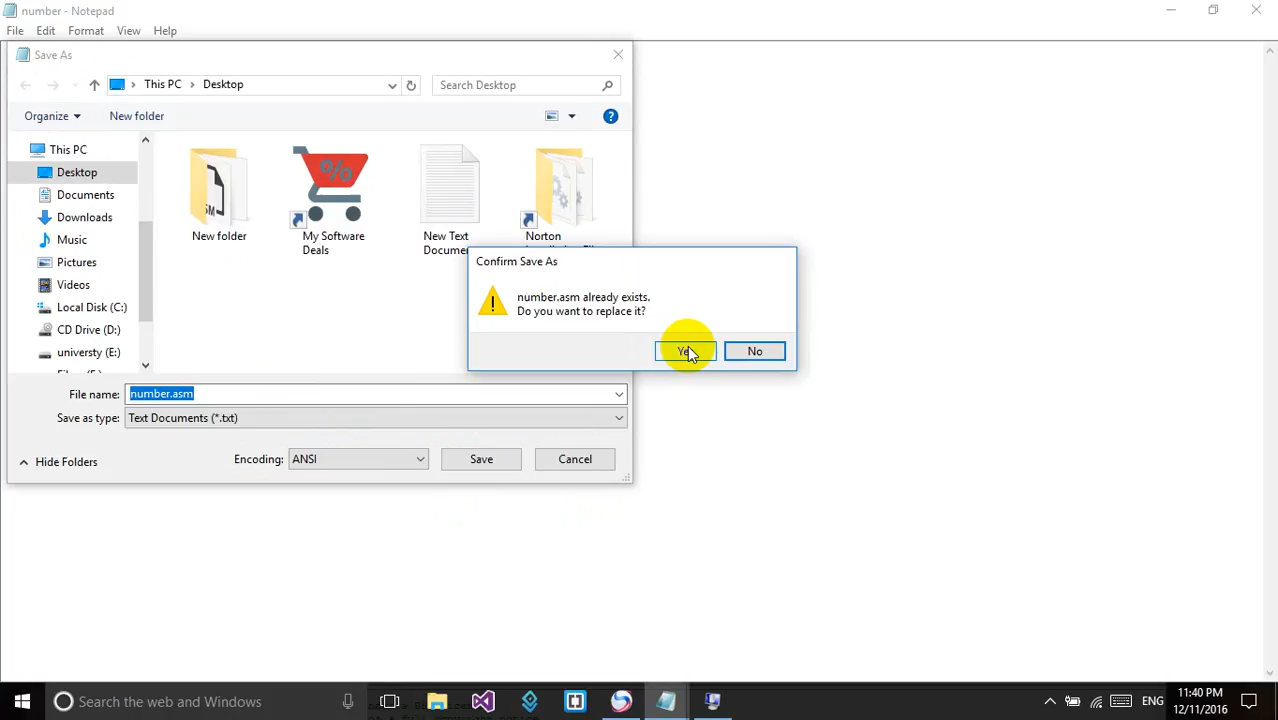 number - Notepad
File Edit Format View Help
Save As
This PC Desktop
Search Desktop
Organize New folder
This PC
Desktop
Documents
Downloads
Music
Pictures
Videos
Local Disk (C:)
CD Drive (D:)
universty (E:)
New folder
My Software
Deals
New Text
Norton
Confirm Save As
number.asm already exists.
Do you want to replace it?
No
File name: number.asm
Save as type: Text Documents (*.txt)
Hide Folders
Encoding: ANSI
Save
Cancel
Search the web and Windows
ENG
11:40 PM
12/11/2016